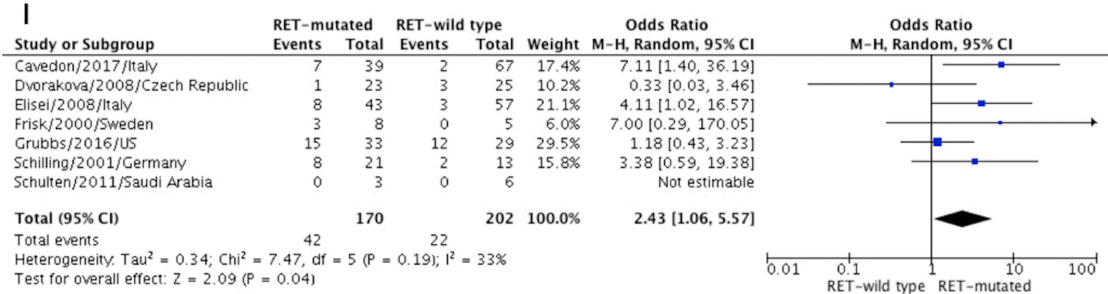 I
RET-mutated RET-wild type Odds Ratio Odds Ratio
Study or Subgroup Events Total Events Total Weight M-H, Random, 95% CI M-H, Random, 95% CI
Cavedon/2017/Italy 7 39 2 67 17.4% 7.11 [1.40, 36.19]
Dvorakova/2008/Czech Republic 1 23 3 25 10.2% 0.33 [0.03, 3.46]
Elisei/2008/Italy 8 43 3 57 21.1% 4.11 [1.02, 16.57]
Frisk/2000/Sweden 3 8 0 5 6.0% 7.00 [0.29, 170.05]
Grubbs/2016/US 15 33 12 29 29.5% 1.18 [0.43, 3.23]
Schilling/2001/Germany 8 21 2 13 15.8% 3.38 [0.59, 19.38]
Schulten/2011/Saudi Arabia 0 3 0 6 Not estimable
Total (95% CI) 170 202 100.0% 2.43 [1.06, 5.57]
Total events 42 22
Heterogeneity: Tau² = 0.34; Chi² = 7.47, df = 5 (P = 0.19); I² = 33%
Test for overall effect: Z = 2.09 (P = 0.04)
0.01 0.1 1 10 100
RET-wild type RET-mutated